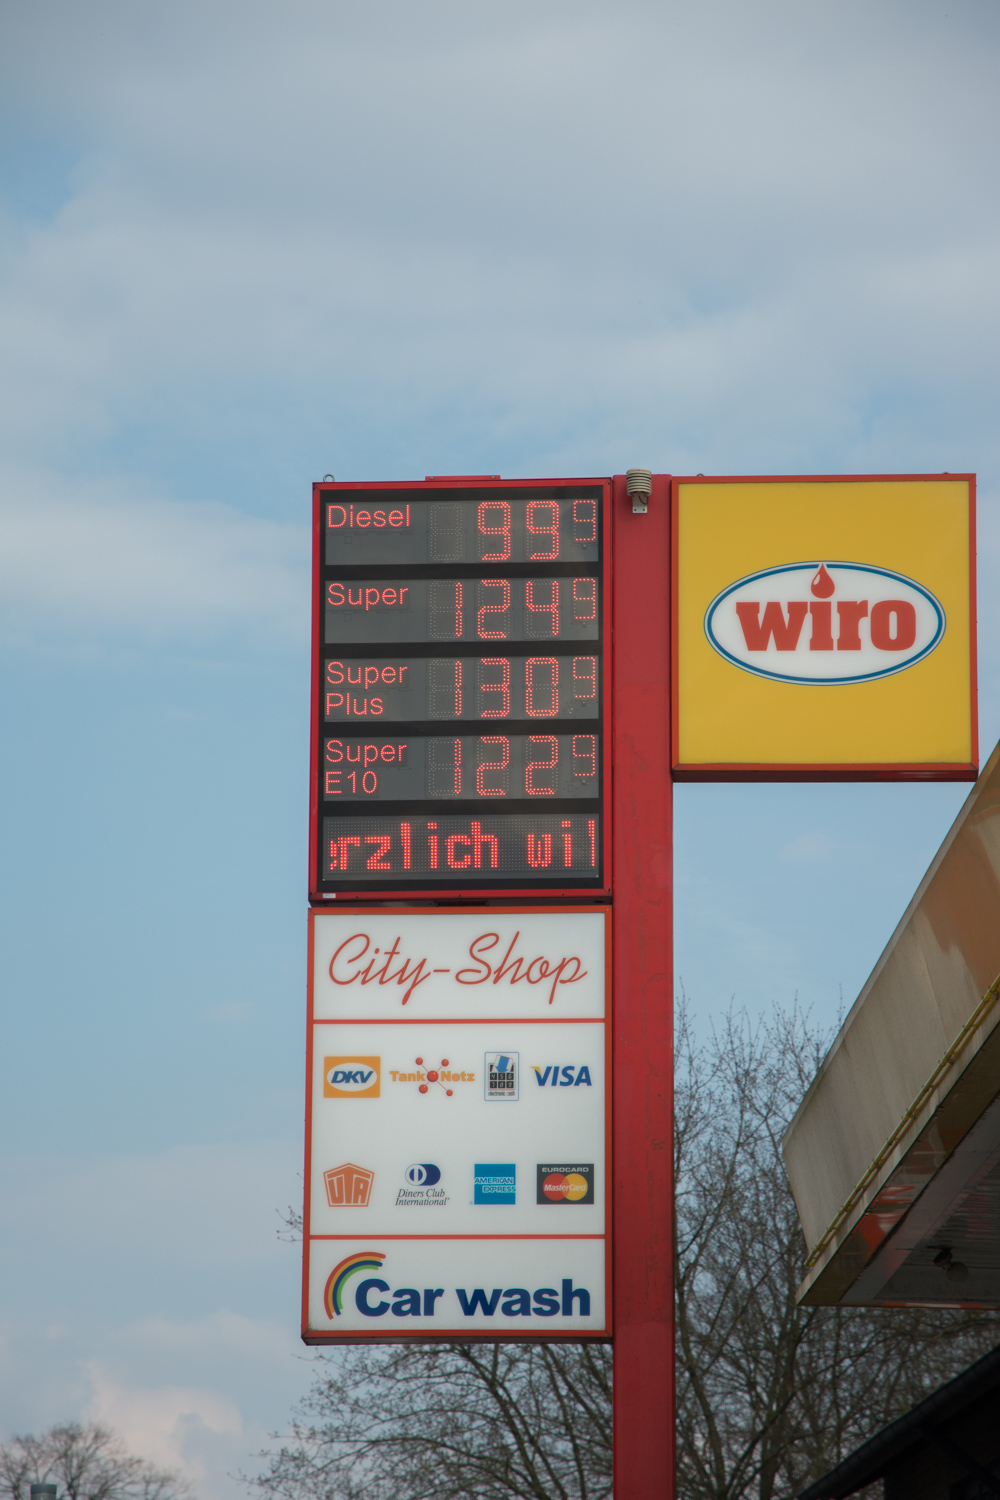 Diesel 99 9
Super 124 9
Super
Plus 130 9
Super
E10 122 9
rzlich wil
wiro
City-Shop
DKV Tank Netz VISA
UTA Diners Club
International
AMERICAN
EXPRESS
EUROCARD
MasterCard
Car wash